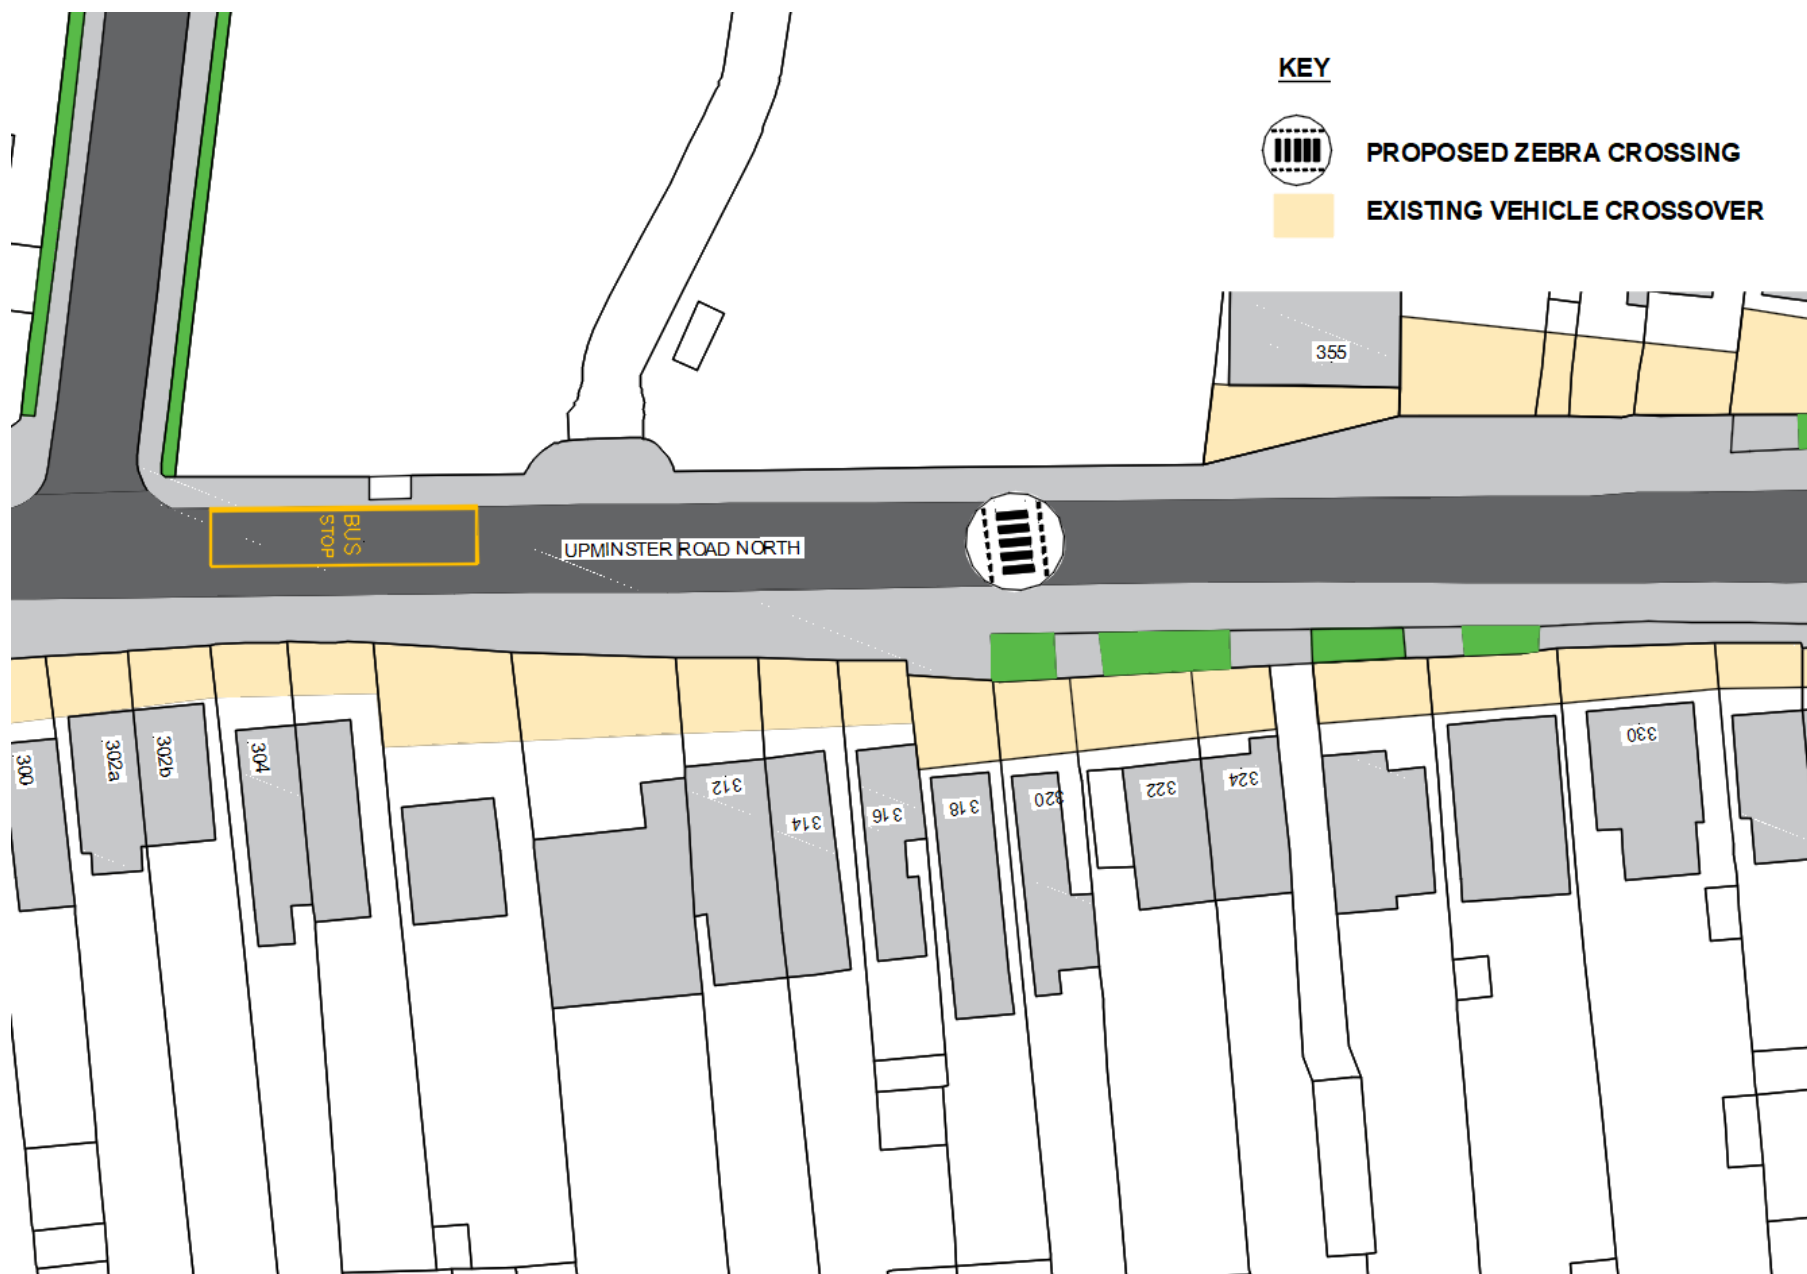 KEY
PROPOSED ZEBRA CROSSING
EXISTING VEHICLE CROSSOVER
355
BUS
STOP
UPMINSTER ROAD NORTH
300
302a
302b
304
312
314
316
318
320
322
324
330